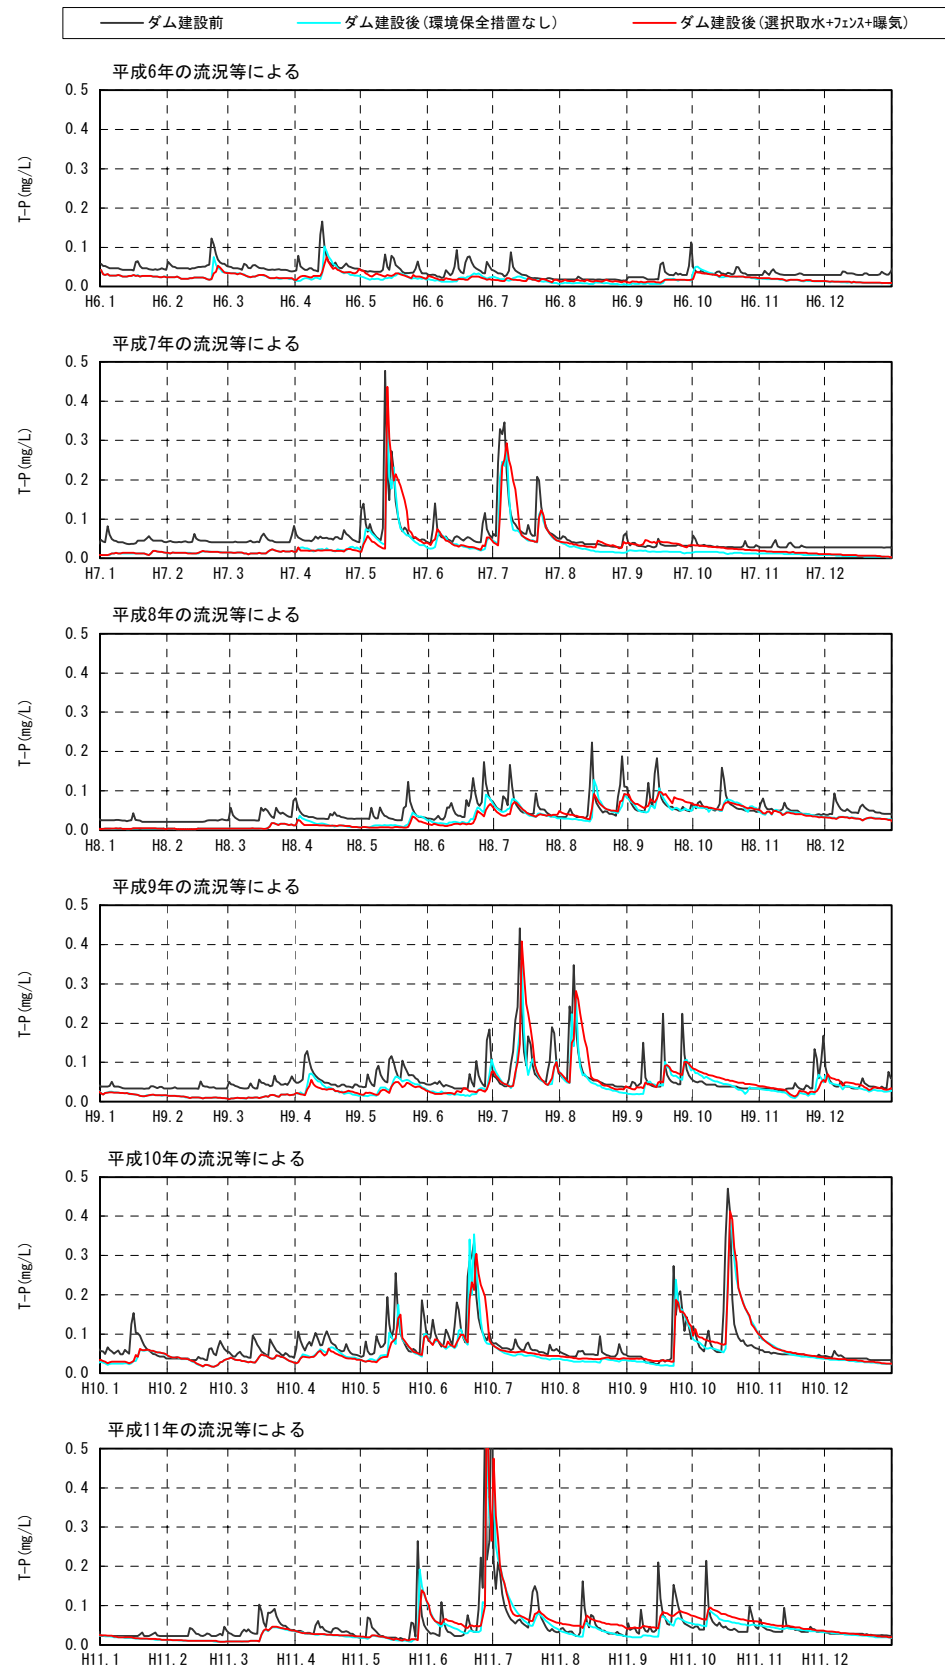 ダム建設前 ダム建設後(環境保全措置なし) ダム建設後(選択取水+フェンス+曝気)
平成6年の流況等による
T-P(mg/L)
0.5
0.4
0.3
0.2
0.1
0.0
H6.1 H6.2 H6.3 H6.4 H6.5 H6.6 H6.7 H6.8 H6.9 H6.10 H6.11 H6.12
平成7年の流況等による
T-P(mg/L)
0.5
0.4
0.3
0.2
0.1
0.0
H7.1 H7.2 H7.3 H7.4 H7.5 H7.6 H7.7 H7.8 H7.9 H7.10 H7.11 H7.12
平成8年の流況等による
T-P(mg/L)
0.5
0.4
0.3
0.2
0.1
0.0
H8.1 H8.2 H8.3 H8.4 H8.5 H8.6 H8.7 H8.8 H8.9 H8.10 H8.11 H8.12
平成9年の流況等による
T-P(mg/L)
0.5
0.4
0.3
0.2
0.1
0.0
H9.1 H9.2 H9.3 H9.4 H9.5 H9.6 H9.7 H9.8 H9.9 H9.10 H9.11 H9.12
平成10年の流況等による
T-P(mg/L)
0.5
0.4
0.3
0.2
0.1
0.0
H10.1 H10.2 H10.3 H10.4 H10.5 H10.6 H10.7 H10.8 H10.9 H10.10 H10.11 H10.12
平成11年の流況等による
T-P(mg/L)
0.5
0.4
0.3
0.2
0.1
0.0
H11.1 H11.2 H11.3 H11.4 H11.5 H11.6 H11.7 H11.8 H11.9 H11.10 H11.11 H11.12